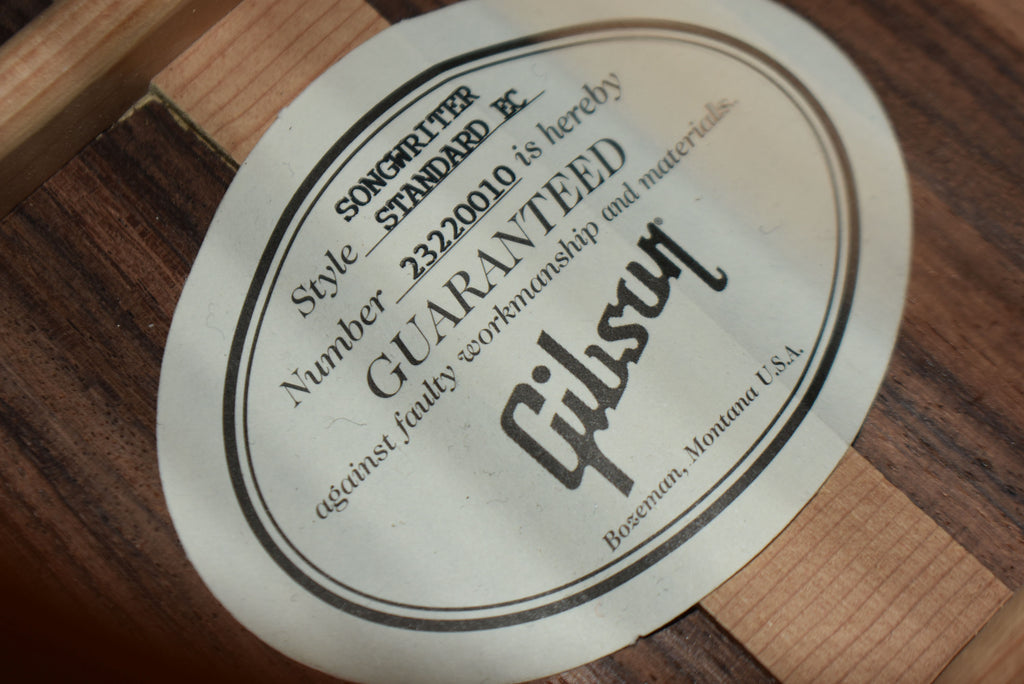 Style SONGWRITER
STANDARD EC
Number 23220010 is hereby
GUARANTEED
against faulty workmanship and materials.
Gibson
Bozeman, Montana U.S.A.